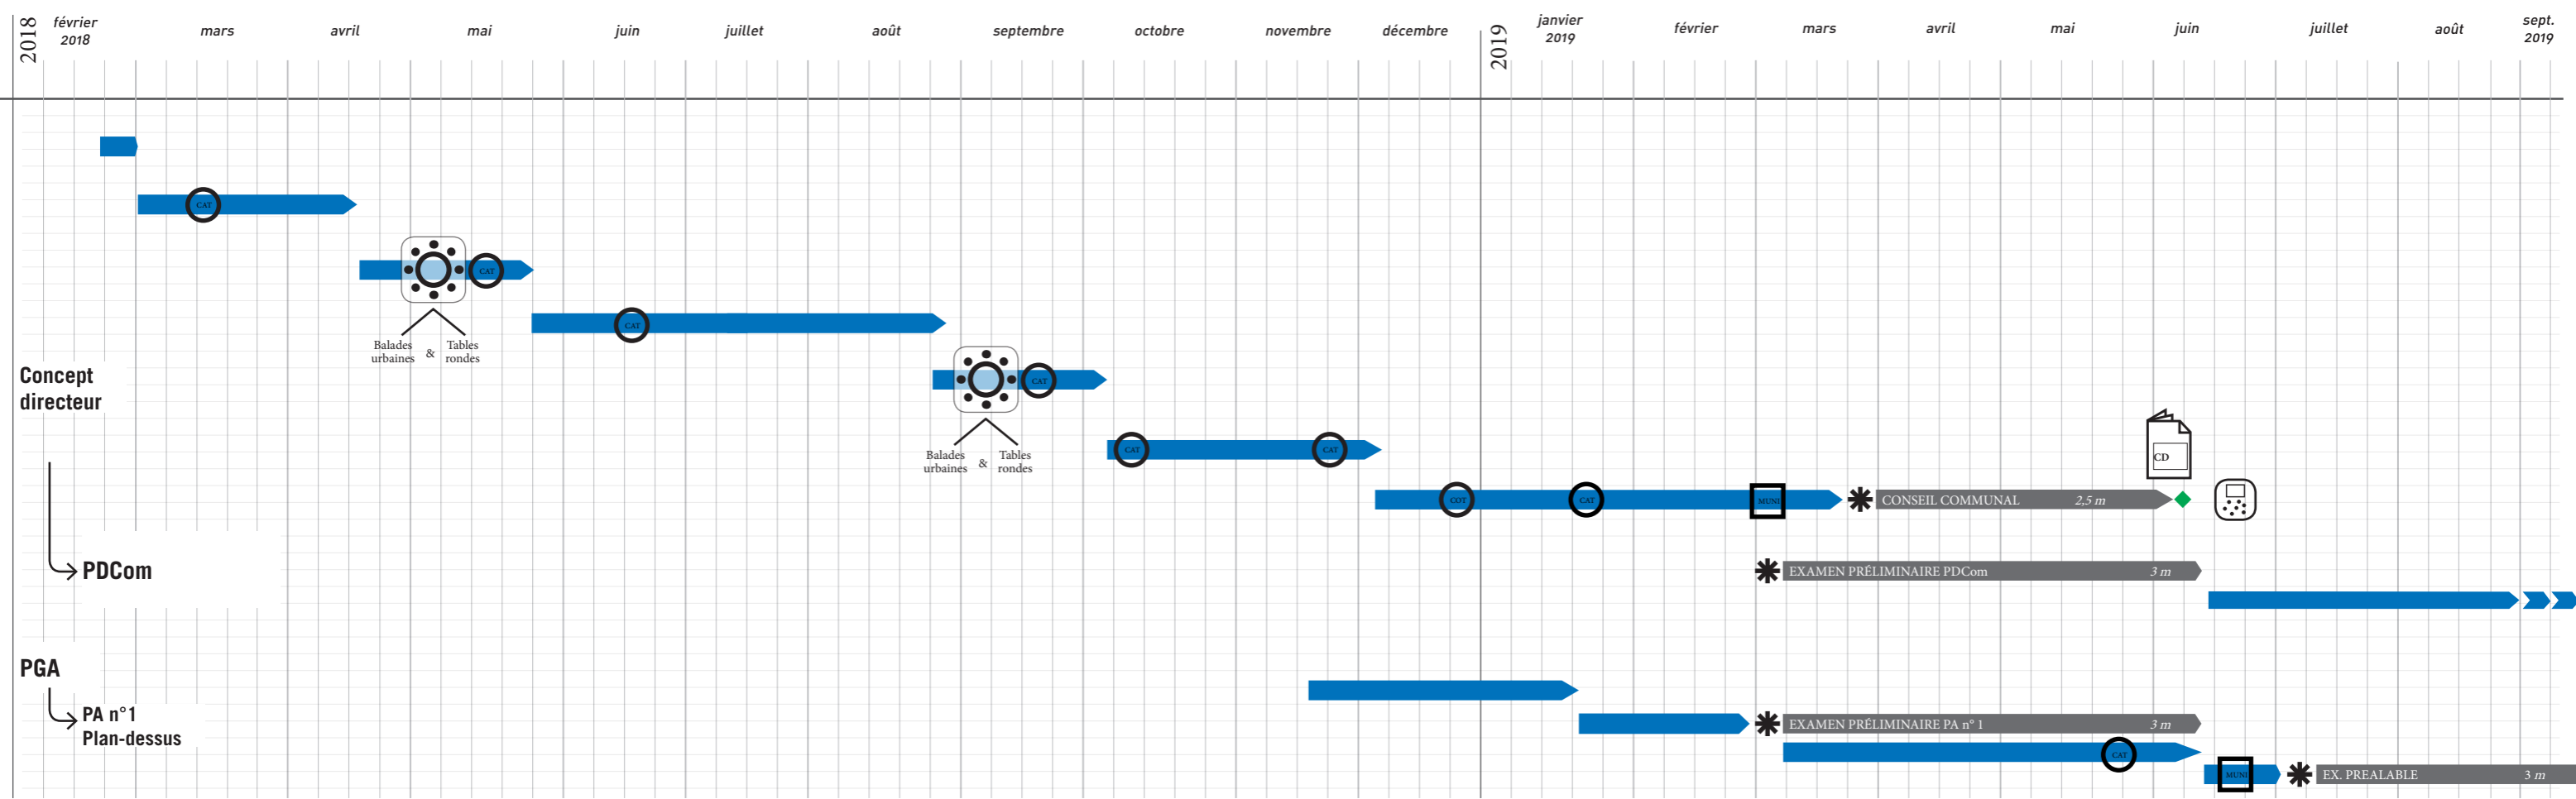 2018
février
2018
mars
avril
mai
juin
juillet
août
septembre
octobre
novembre
décembre
2019
janvier
2019
février
mars
avril
mai
juin
juillet
août
sept.
2019
CAT
CAT
Balades
urbaines
&
Tables
rondes
CAT
Concept
directeur
CAT
Balades
urbaines
&
Tables
rondes
CAT
CAT
CD
COT
CAT
MUNI
CONSEIL COMMUNAL
2,5 m
PDCom
EXAMEN PRÉLIMINAIRE PDCom
3 m
PGA
PA n°1
Plan-dessus
EXAMEN PRÉLIMINAIRE PA n° 1
3 m
CAT
MUNI
EX. PREALABLE
3 m